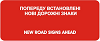 ПОПЕРЕДУ ВСТАНОВЛЕНІ
НОВІ ДОРОЖНІ ЗНАКИ
NEW ROAD SIGNS AHEAD